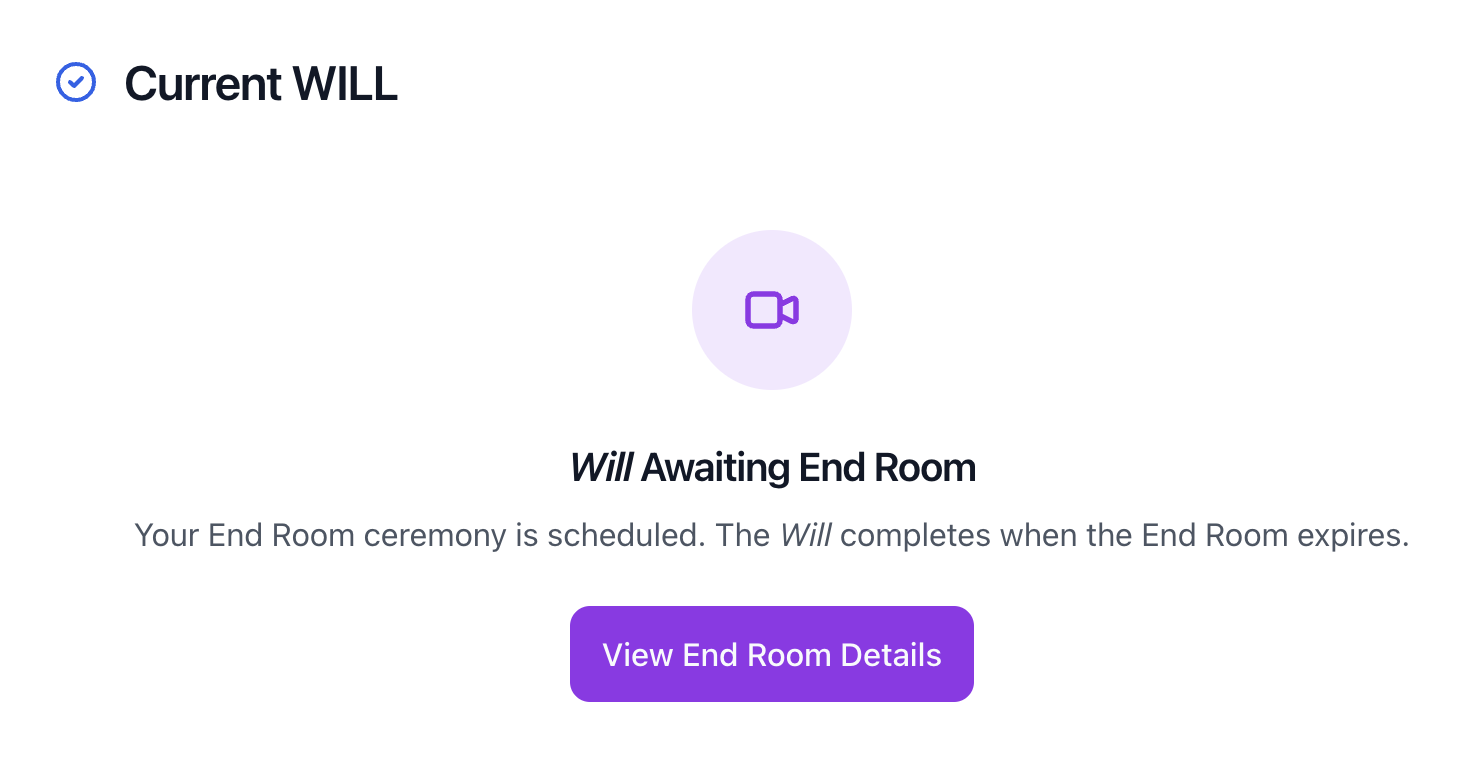 Current WILL
Will Awaiting End Room
Your End Room ceremony is scheduled. The Will completes when the End Room expires.
View End Room Details